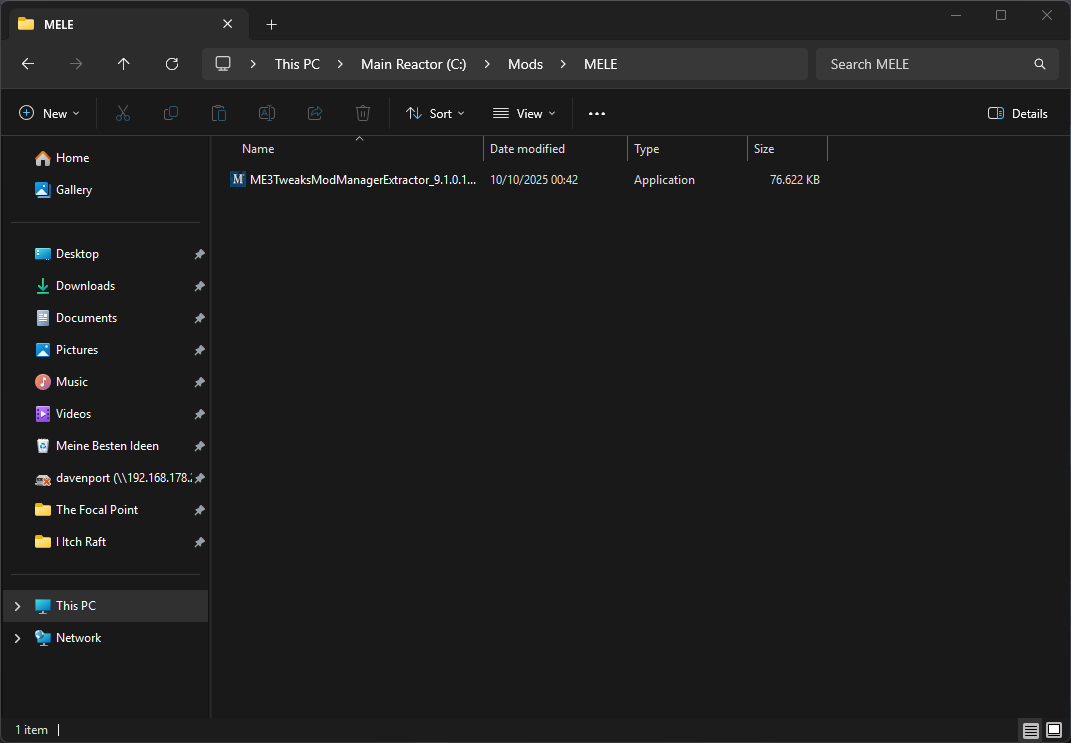 MELE
This PC Main Reactor (C:) Mods MELE Search MELE
New Sort View Details
Name Date modified Type Size
ME3TweaksModManagerExtractor_9.1.0.1... 10/10/2025 00:42 Application 76.622 KB
Home
Gallery
Desktop
Downloads
Documents
Pictures
Music
Videos
Meine Besten Ideen
davenport (\\192.168.178.
The Focal Point
I Itch Raft
This PC
Network
1 item